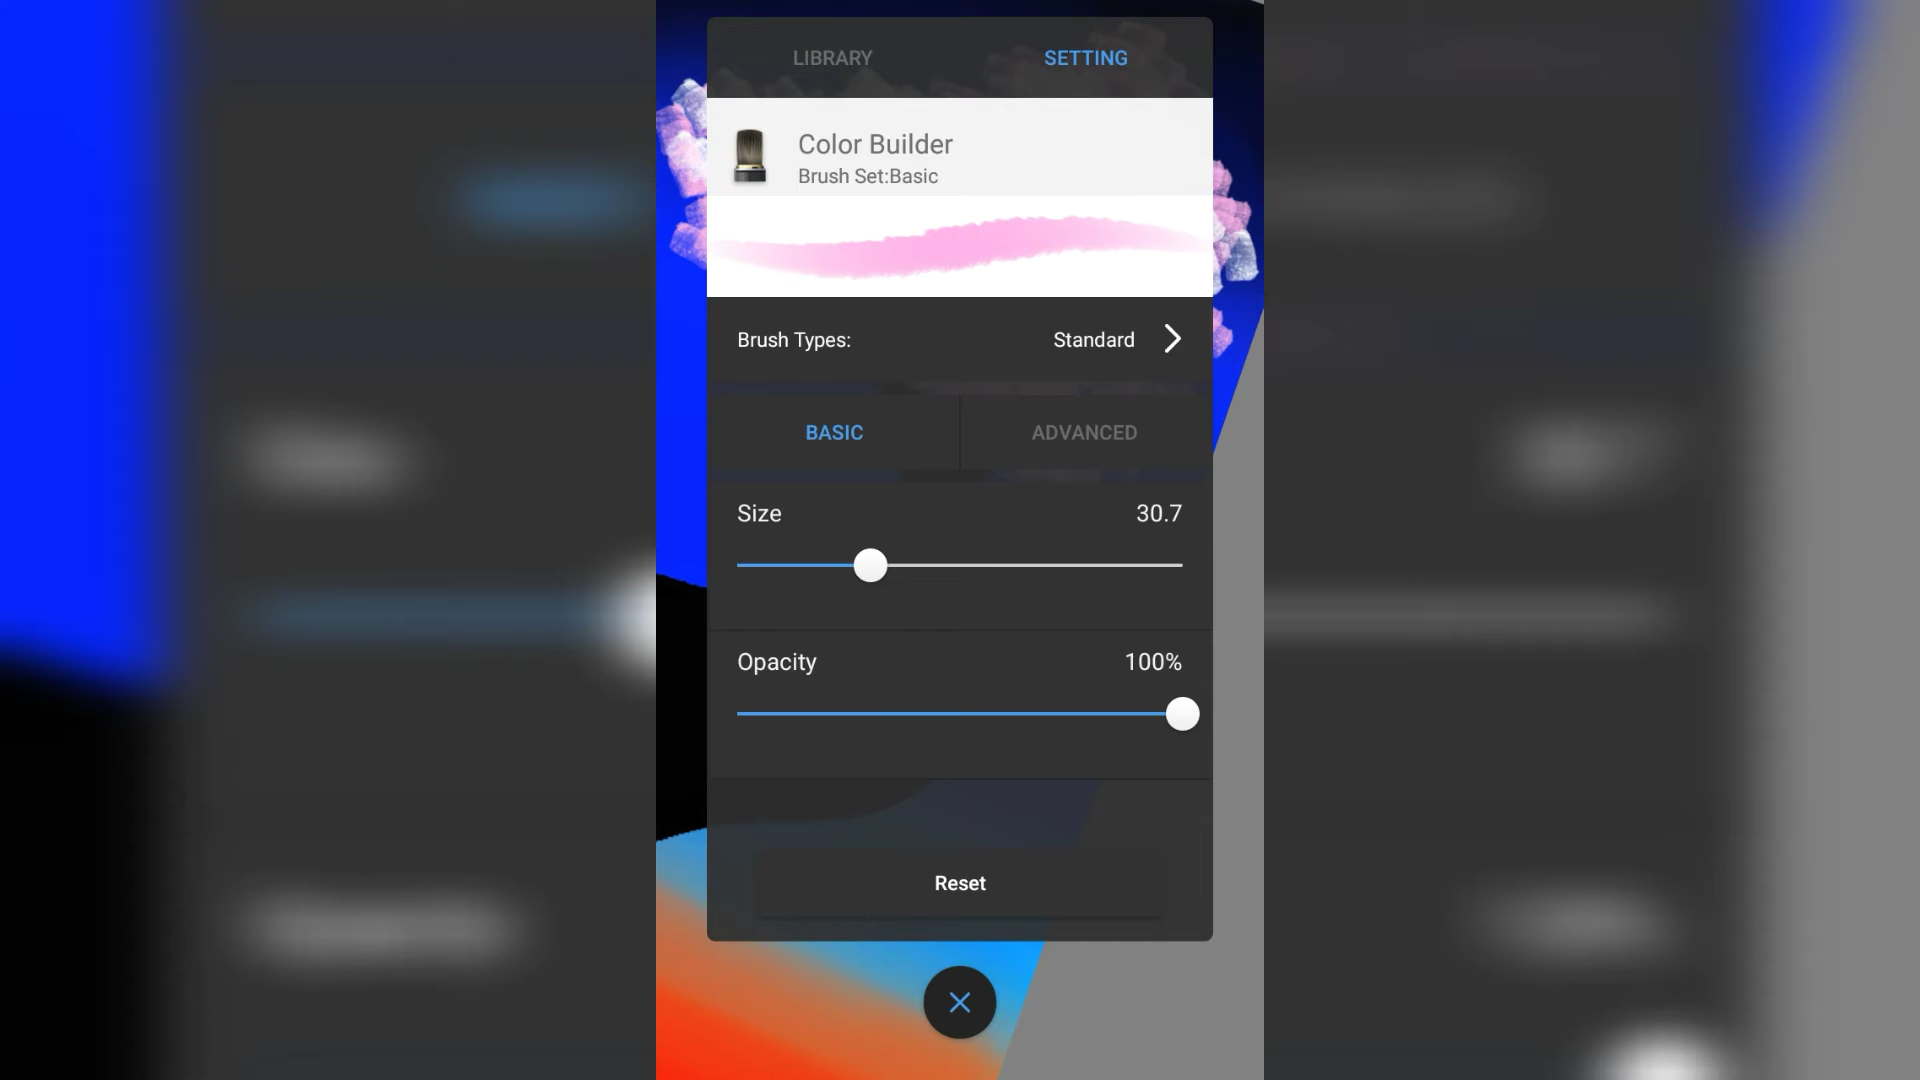 LIBRARY SETTING
Color Builder
Brush Set:Basic
Brush Types: Standard
BASIC ADVANCED
Size 30.7
Opacity 100%
Reset